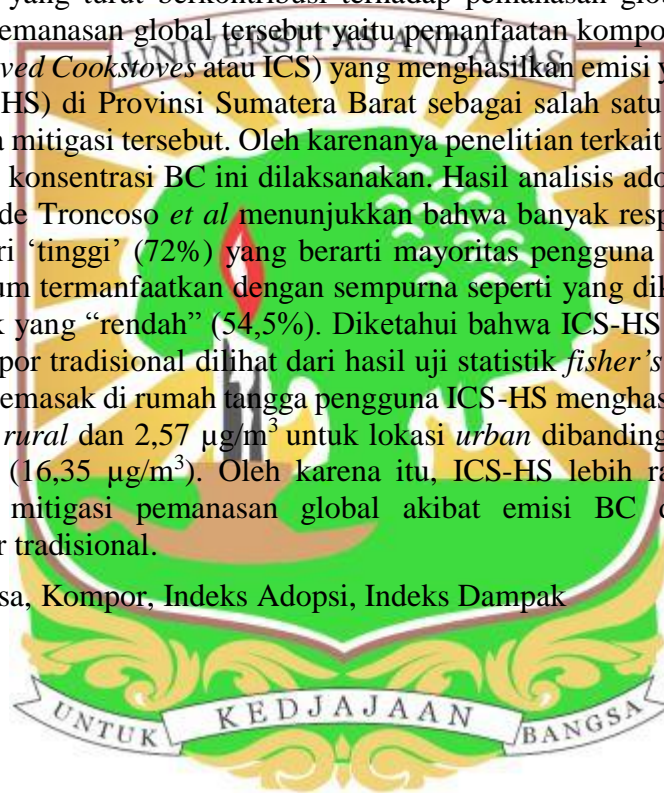 yang turut berkontribusi terhadap pemanasan glo
emanasan global tersebut yaitu pemanfaatan kompo
UNIVERSITAS ANDALAS
ved Cookstoves atau ICS) yang menghasilkan emisi y
HS) di Provinsi Sumatera Barat sebagai salah satu
a mitigasi tersebut. Oleh karenanya penelitian terkait
konsentrasi BC ini dilaksanakan. Hasil analisis ado
de Troncoso et al menunjukkan bahwa banyak resp
ri ‘tinggi’ (72%) yang berarti mayoritas pengguna
um termanfaatkan dengan sempurna seperti yang dik
k yang “rendah” (54,5%). Diketahui bahwa ICS-HS
por tradisional dilihat dari hasil uji statistik fisher’s
emasak di rumah tangga pengguna ICS-HS menghas
rural dan 2,57 µg/m³ untuk lokasi urban dibanding
(16,35 µg/m³). Oleh karena itu, ICS-HS lebih ra
mitigasi pemanasan global akibat emisi BC d
r tradisional.
sa, Kompor, Indeks Adopsi, Indeks Dampak
UNTUK KEDJAJAAN BANGSA